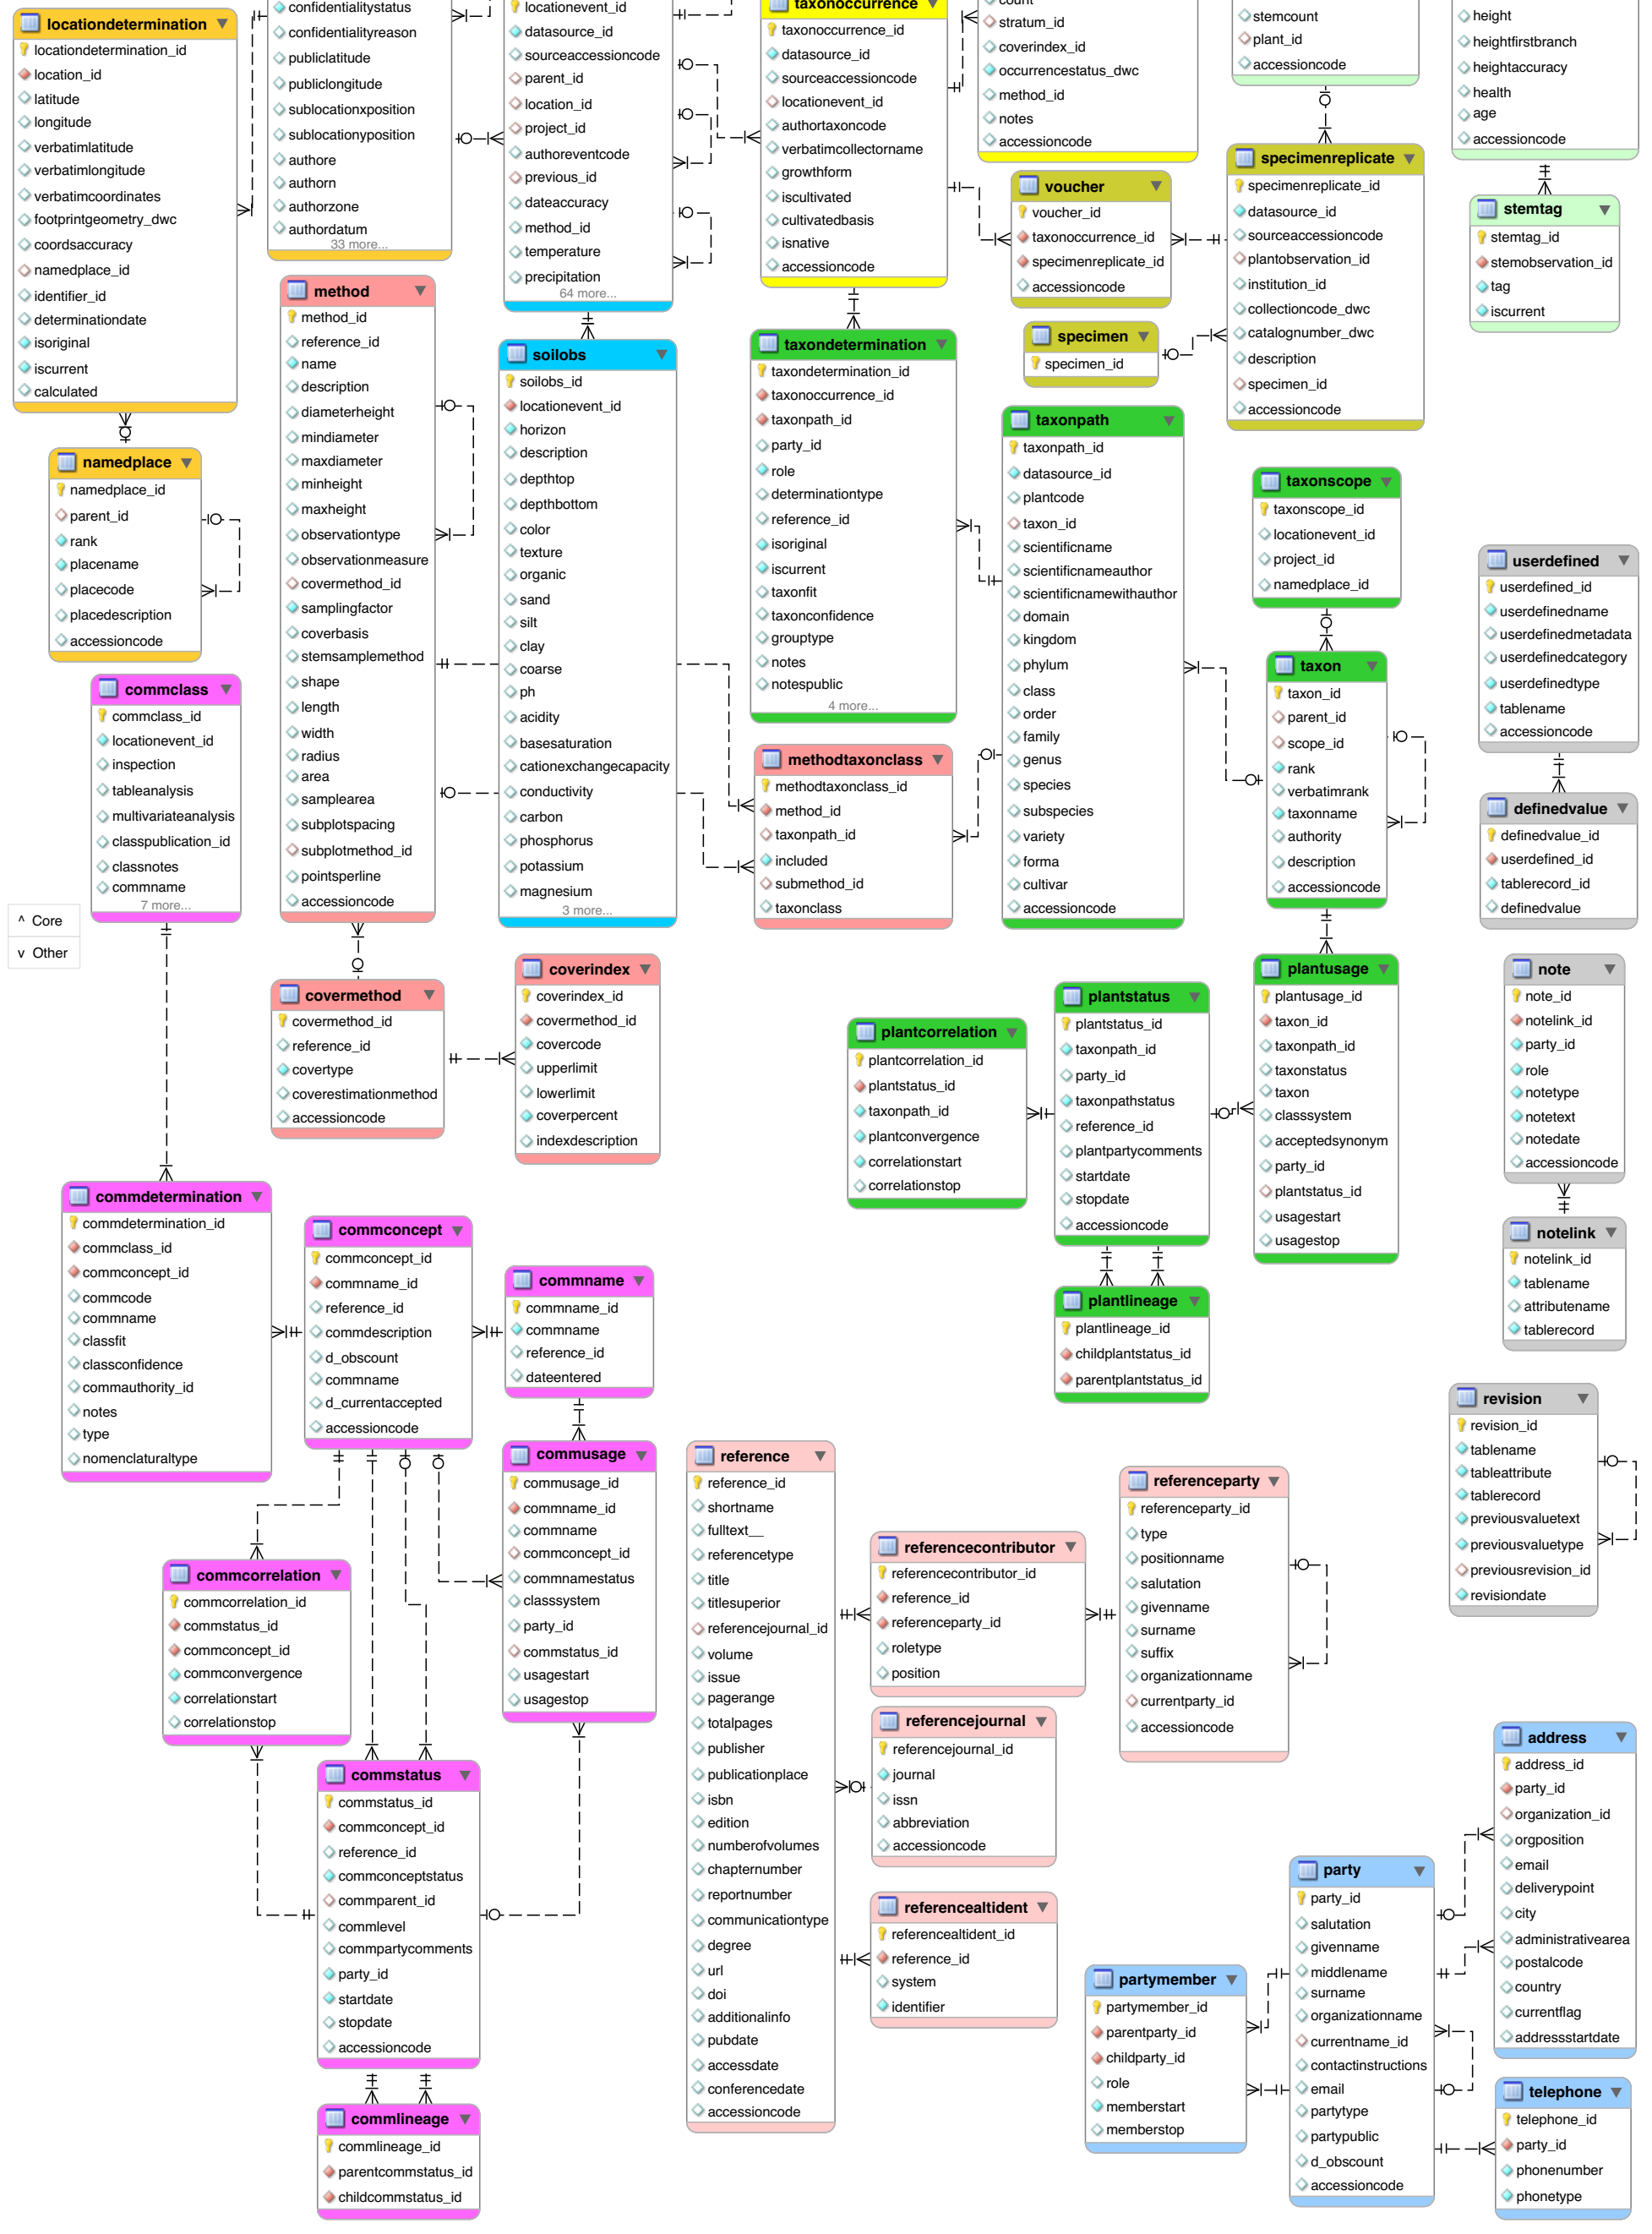 locationdetermination
locationdetermination_id
location_id
latitude
longitude
verbatimlatitude
verbatimlongitude
verbatimcoordinates
footprintgeometry_dwc
coordsaccuracy
namedplace_id
identifier_id
determinationdate
isoriginal
iscurrent
calculated
confidentialitystatus
confidentialityreason
publiclatitude
publiclongitude
sublocationxposition
sublocationyposition
authore
authorn
authorzone
authordatum
33 more...
locationevent_id
datasource_id
sourceaccessioncode
parent_id
location_id
project_id
authoreventcode
previous_id
dateaccuracy
method_id
temperature
precipitation
64 more...
taxonoccurrence
taxonoccurrence_id
datasource_id
sourceaccessioncode
locationevent_id
authortaxoncode
verbatimcollectorname
growthform
iscultivated
cultivatedbasis
isnative
accessioncode
count
stratum_id
coverindex_id
occurrencestatus_dwc
method_id
notes
accessioncode
stemcount
plant_id
accessioncode
height
heightfirstbranch
heightaccuracy
health
age
accessioncode
voucher
voucher_id
taxonoccurrence_id
specimenreplicate_id
accessioncode
specimen
specimen_id
specimenreplicate
specimenreplicate_id
datasource_id
sourceaccessioncode
plantobservation_id
institution_id
collectioncode_dwc
catalognumber_dwc
description
specimen_id
accessioncode
stemtag
stemtag_id
stemobservation_id
tag
iscurrent
namedplace
namedplace_id
parent_id
rank
placename
placecode
placedescription
accessioncode
method
method_id
reference_id
name
description
diameterheight
mindiameter
maxdiameter
minheight
maxheight
observationtype
observationmeasure
covermethod_id
samplingfactor
coverbasis
stemsamplemethod
shape
length
width
radius
area
samplearea
subplotspacing
subplotmethod_id
pointsperline
accessioncode
soilobs
soilobs_id
locationevent_id
horizon
description
depthtop
depthbottom
color
texture
organic
sand
silt
clay
coarse
ph
acidity
basesaturation
cationexchangecapacity
conductivity
carbon
phosphorus
potassium
magnesium
3 more...
taxondetermination
taxondetermination_id
taxonoccurrence_id
taxonpath_id
party_id
role
determinationtype
reference_id
isoriginal
iscurrent
taxonfit
taxonconfidence
grouptype
notes
notespublic
4 more...
methodtaxonclass
methodtaxonclass_id
method_id
taxonpath_id
included
submethod_id
taxonclass
taxonpath
taxonpath_id
datasource_id
plantcode
taxon_id
scientificname
scientificnameauthor
scientificnamewithauthor
domain
kingdom
phylum
class
order
family
genus
species
subspecies
variety
forma
cultivar
accessioncode
taxonscope
taxonscope_id
locationevent_id
project_id
namedplace_id
taxon
taxon_id
parent_id
scope_id
rank
verbatimrank
taxonname
authority
description
accessioncode
userdefined
userdefined_id
userdefinedname
userdefinedmetadata
userdefinedcategory
userdefinedtype
tablename
accessioncode
definedvalue
definedvalue_id
userdefined_id
tablerecord_id
definedvalue
commclass
commclass_id
locationevent_id
inspection
tableanalysis
multivariateanalysis
classpublication_id
classnotes
commname
7 more...
^ Core
v Other
covermethod
covermethod_id
reference_id
covertype
coverestimationmethod
accessioncode
coverindex
coverindex_id
covermethod_id
covercode
upperlimit
lowerlimit
coverpercent
indexdescription
plantcorrelation
plantcorrelation_id
plantstatus_id
taxonpath_id
plantconvergence
correlationstart
correlationstop
plantstatus
plantstatus_id
taxonpath_id
party_id
taxonpathstatus
reference_id
plantpartycomments
startdate
stopdate
accessioncode
plantusage
plantusage_id
taxon_id
taxonpath_id
taxonstatus
taxon
classsystem
acceptedsynonym
party_id
plantstatus_id
usagestart
usagestop
note
note_id
notelink_id
party_id
role
notetype
notetext
notedate
accessioncode
notelink
notelink_id
tablename
attributename
tablerecord
plantlineage
plantlineage_id
childplantstatus_id
parentplantstatus_id
commdetermination
commdetermination_id
commclass_id
commconcept_id
commcode
commname
classfit
classconfidence
commauthority_id
notes
type
nomenclaturaltype
commconcept
commconcept_id
commname_id
reference_id
commdescription
d_obscount
commname
d_currentaccepted
accessioncode
commname
commname_id
commname
reference_id
dateentered
commusage
commusage_id
commname_id
commname
commconcept_id
commnamestatus
classsystem
party_id
commstatus_id
usagestart
usagestop
commcorrelation
commcorrelation_id
commstatus_id
commconcept_id
commconvergence
correlationstart
correlationstop
commstatus
commstatus_id
commconcept_id
reference_id
commconceptstatus
commparent_id
commlevel
commpartycomments
party_id
startdate
stopdate
accessioncode
commlineage
commlineage_id
parentcommstatus_id
childcommstatus_id
reference
reference_id
shortname
fulltext__
referencetype
title
titlesuperior
referencejournal_id
volume
issue
pagerange
totalpages
publisher
publicationplace
isbn
edition
numberofvolumes
chapternumber
reportnumber
communicationtype
degree
url
doi
additionalinfo
pubdate
accessdate
conferencedate
accessioncode
referencecontributor
referencecontributor_id
reference_id
referenceparty_id
roletype
position
referencejournal
referencejournal_id
journal
issn
abbreviation
accessioncode
referencealtident
referencealtident_id
reference_id
system
identifier
referenceparty
referenceparty_id
type
positionname
salutation
givenname
surname
suffix
organizationname
currentparty_id
accessioncode
revision
revision_id
tablename
tableattribute
tablerecord
previousvaluetext
previousvaluetype
previousrevision_id
revisiondate
partymember
partymember_id
parentparty_id
childparty_id
role
memberstart
memberstop
party
party_id
salutation
givenname
middlename
surname
organizationname
currentname_id
contactinstructions
email
partytype
partypublic
d_obscount
accessioncode
address
address_id
party_id
organization_id
orgposition
email
deliverypoint
city
administrativearea
postalcode
country
currentflag
addressstartdate
telephone
telephone_id
party_id
phonenumber
phonetype